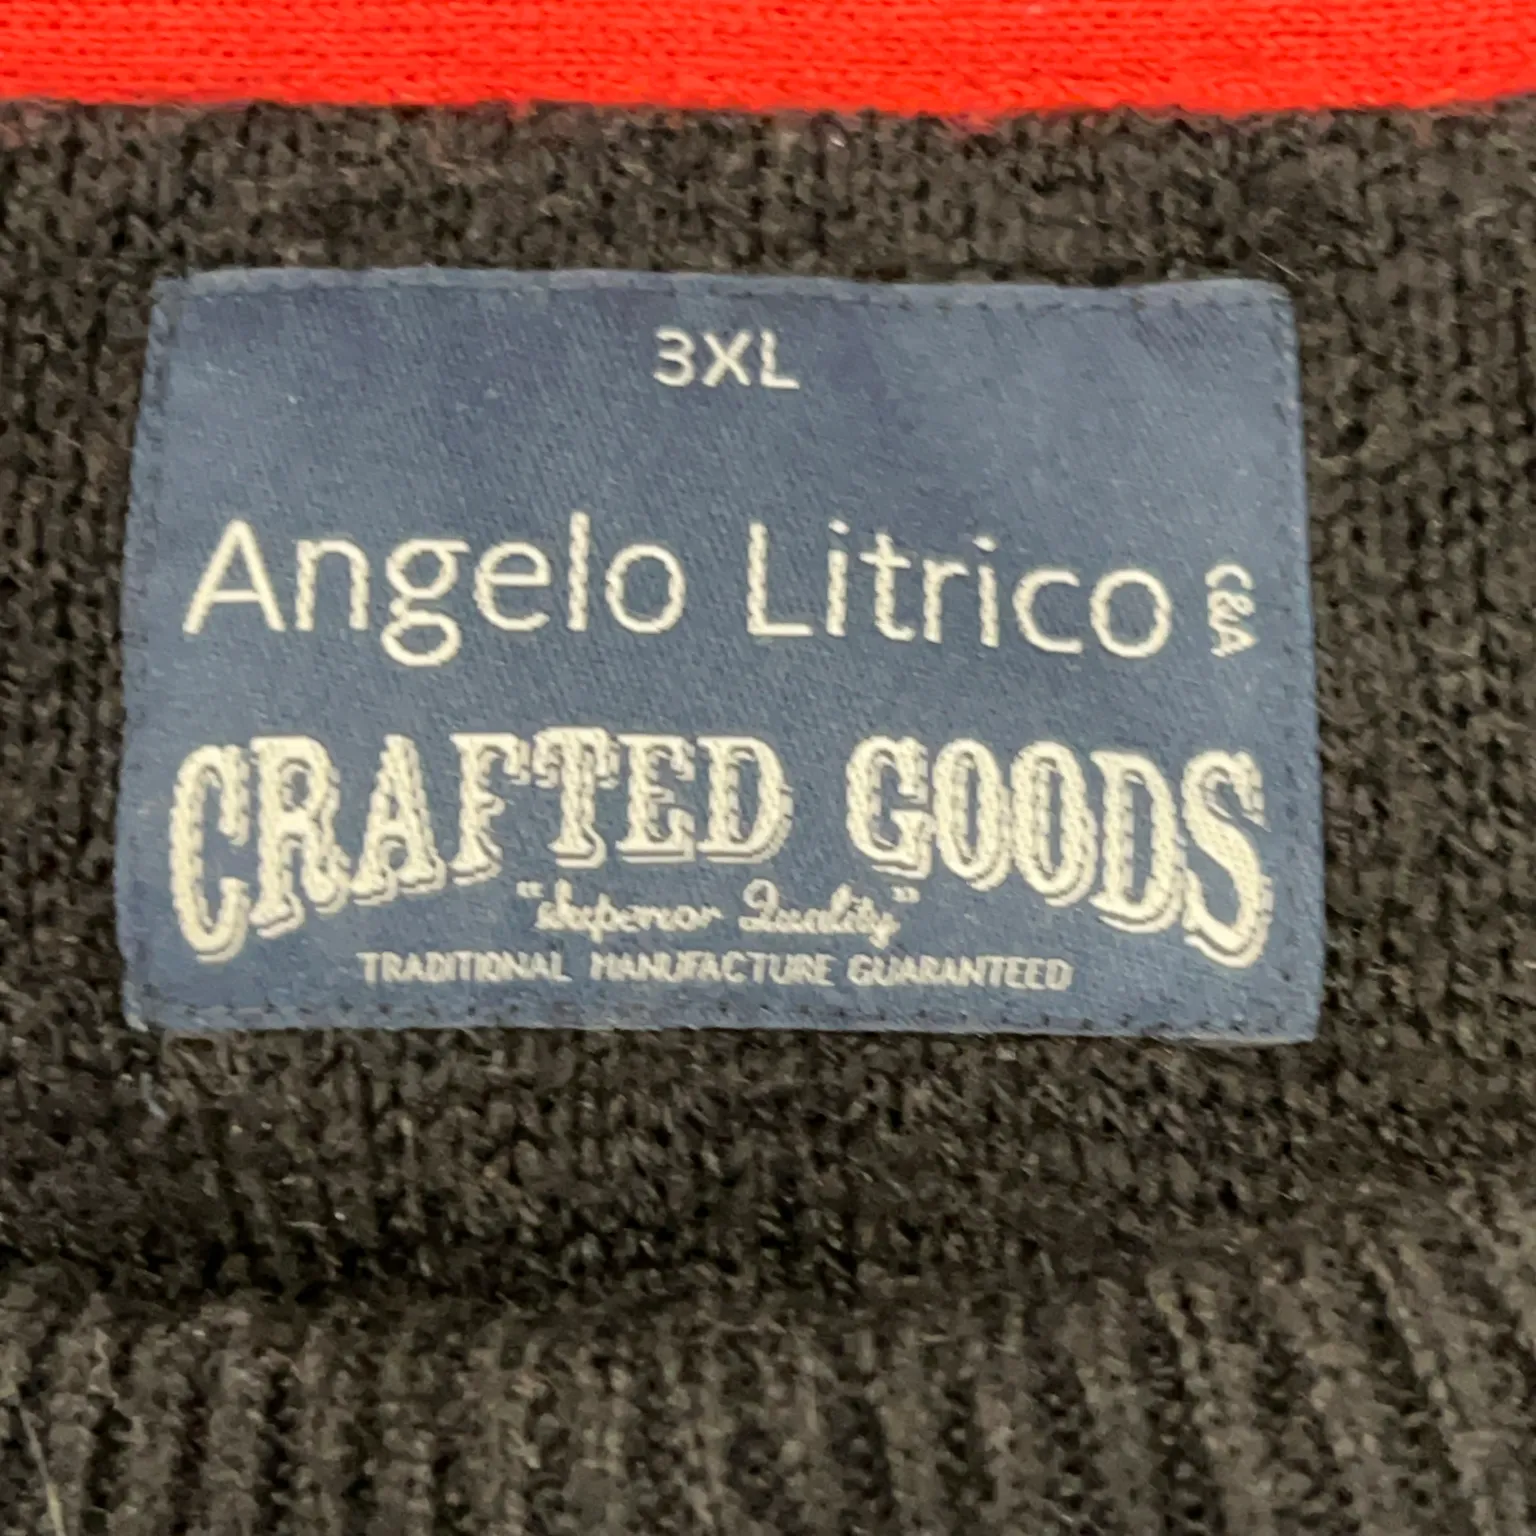 3XL
Angelo Litrico C&A
CRAFTED GOODS
"Superior Quality"
TRADITIONAL MANUFACTURE GUARANTEED